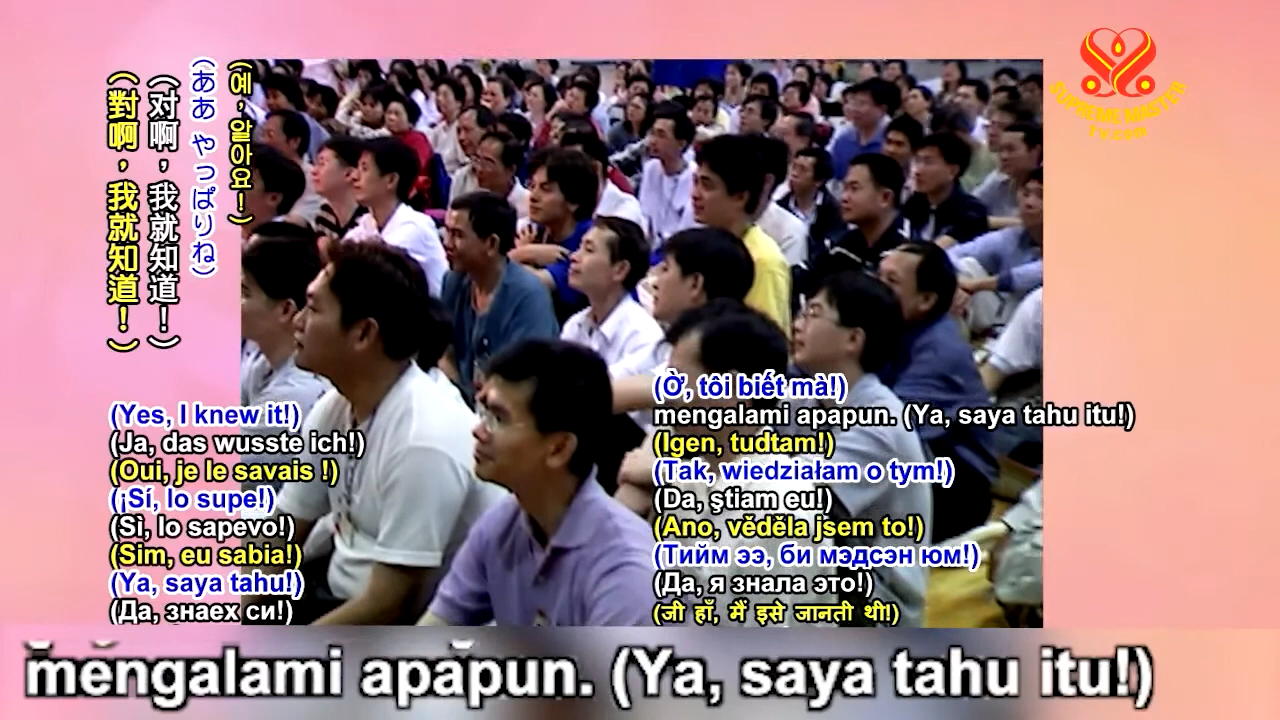 (예, 알아요!)
(ああ やっぱりね)
(对啊，我就知道！)
(對啊，我就知道！)
SUPREME MASTER
TV.com
(Yes, I knew it!)
(Ja, das wusste ich!)
(Oui, je le savais !)
(¡Sí, lo supe!)
(Sì, lo sapevo!)
(Sim, eu sabia!)
(Ya, saya tahu!)
(Да, знаех си!)
(Ờ, tôi biết mà!)
mengalami apapun. (Ya, saya tahu itu!)
(Igen, tudtam!)
(Tak, wiedziałam o tym!)
(Da, ştiam eu!)
(Ano, věděla jsem to!)
(Тийм ээ, би мэдсэн юм!)
(Да, я знала это!)
(जी हाँ, मैं इसे जानती थी!)
mengalami apapun. (Ya, saya tahu itu!)